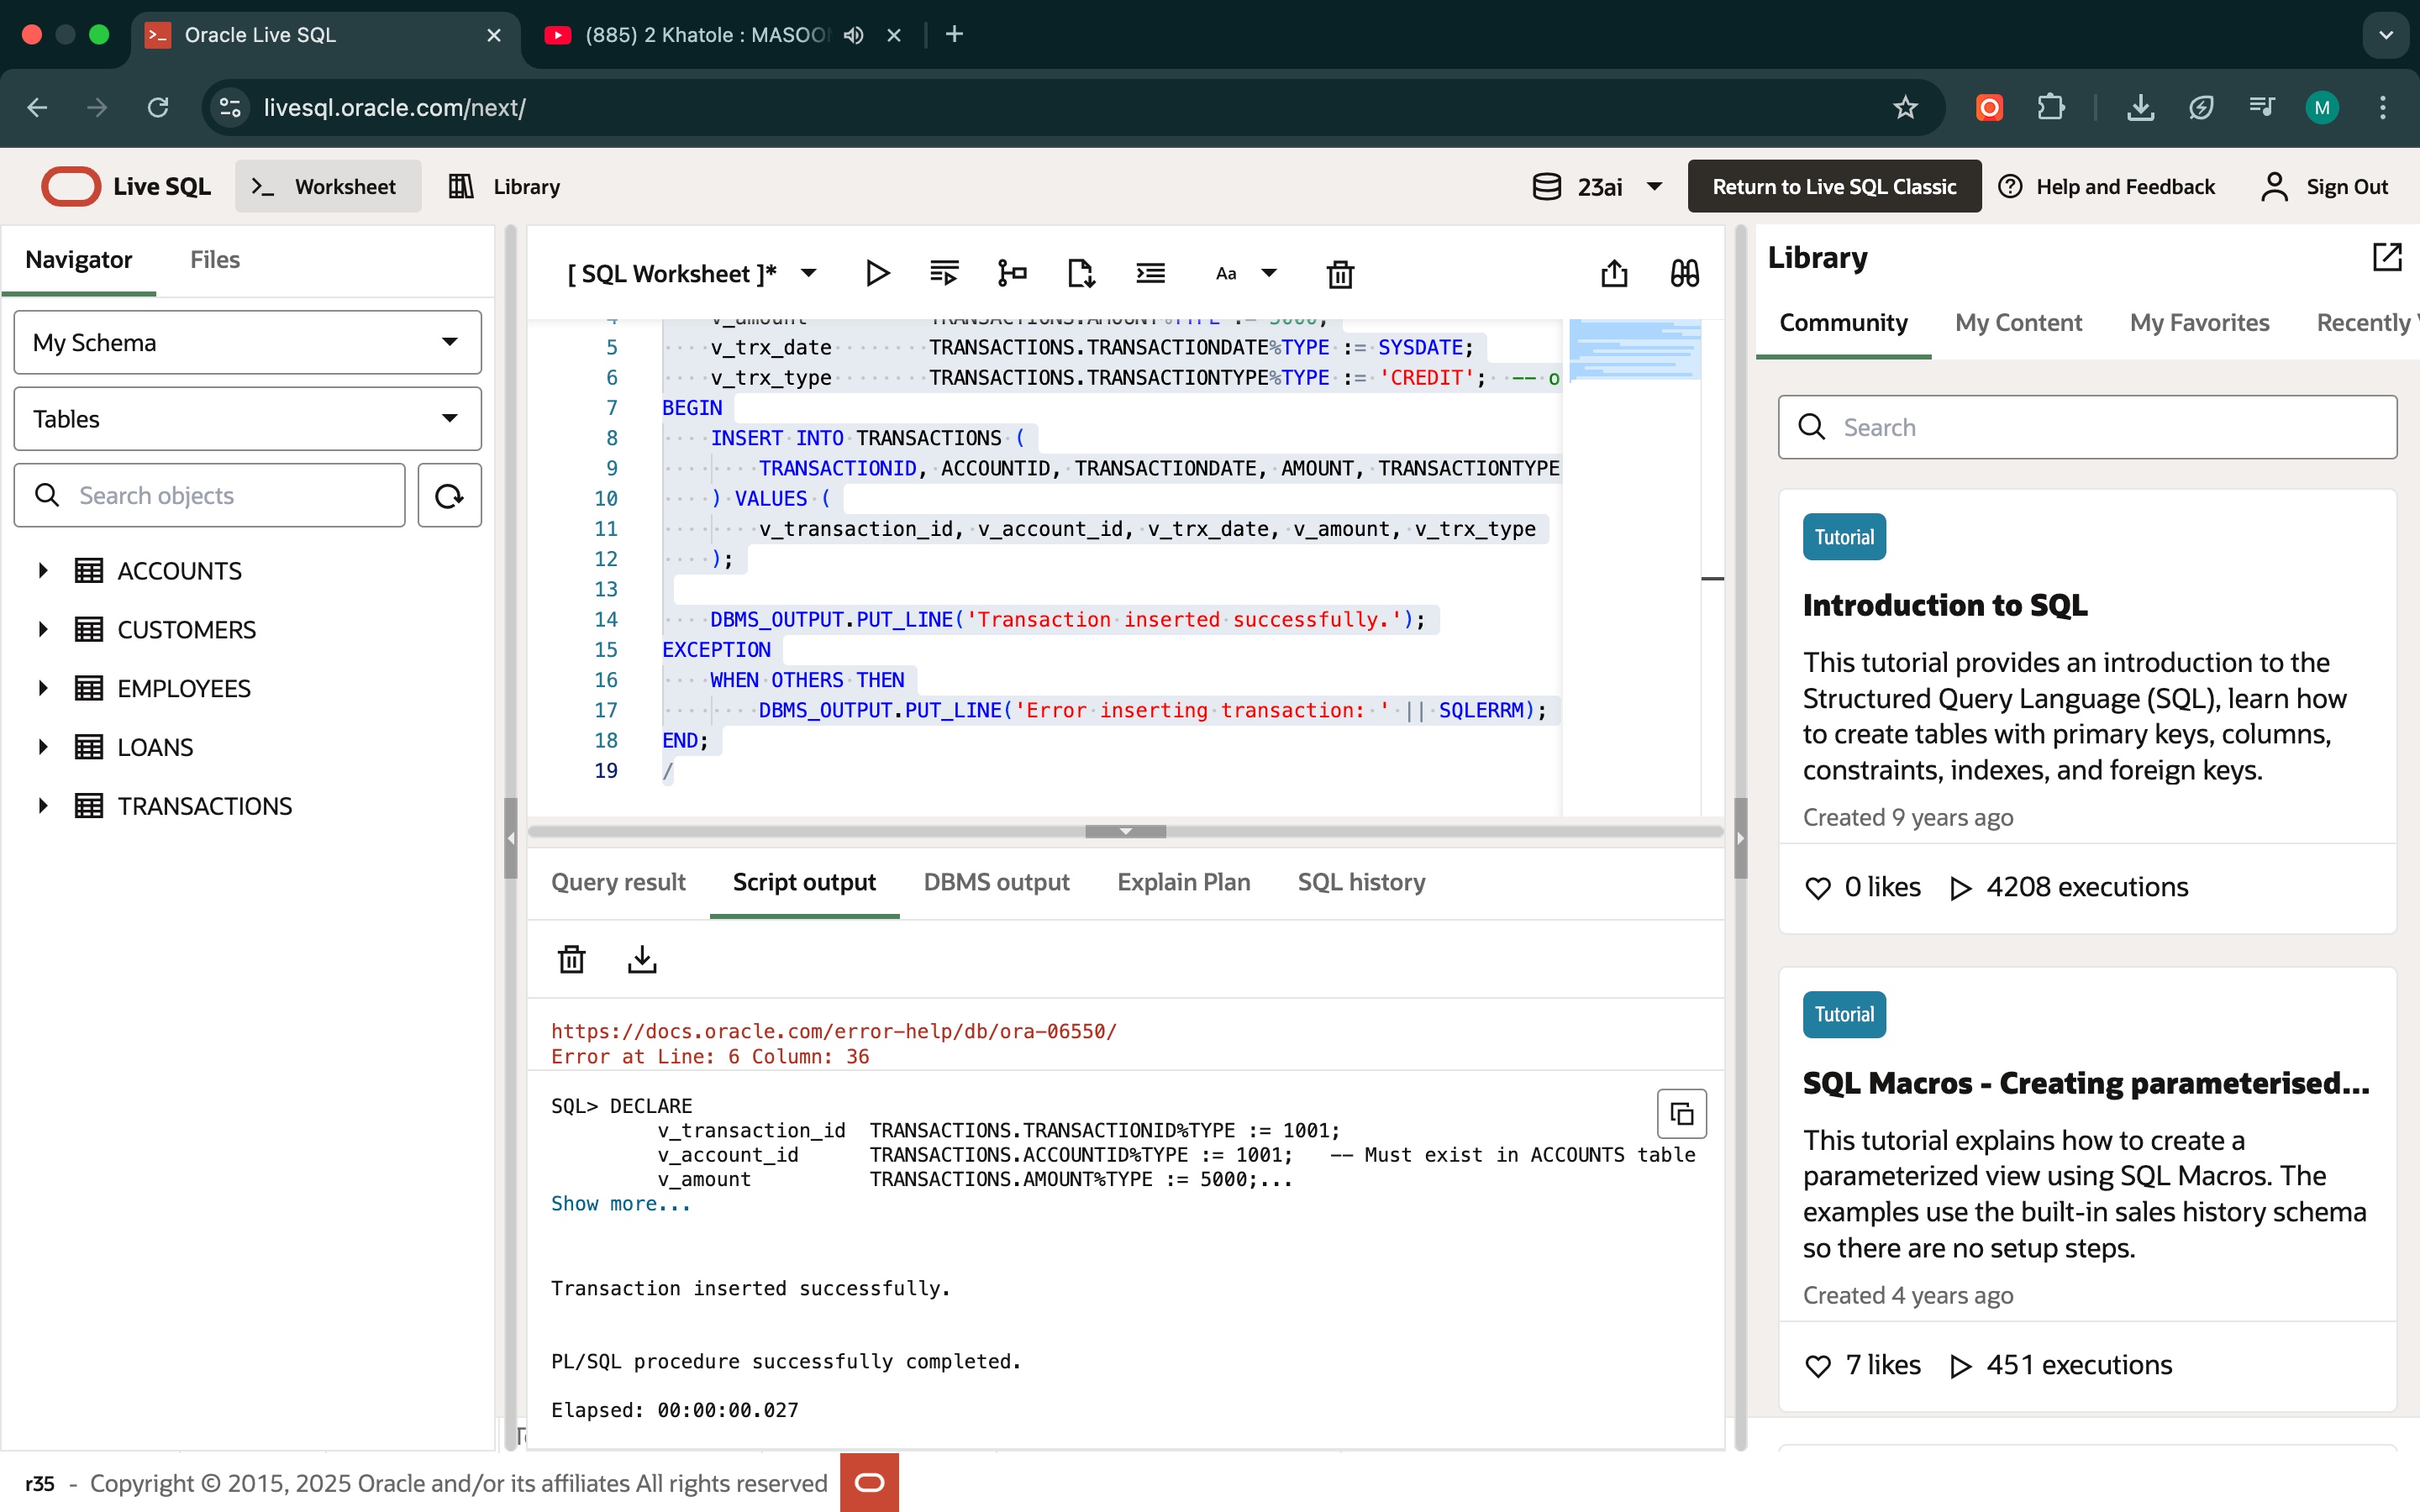 Oracle Live SQL
(885) 2 Khatole : MASOO
livesql.oracle.com/next/
M
Live SQL
Worksheet
Library
23ai
Return to Live SQL Classic
Help and Feedback
Sign Out
Navigator
Files
My Schema
Tables
Search objects
ACCOUNTS
CUSTOMERS
EMPLOYEES
LOANS
TRANSACTIONS
[ SQL Worksheet ]*
Aa
4 v_amount TRANSACTIONS.AMOUNT%TYPE := 5000;
5 v_trx_date TRANSACTIONS.TRANSACTIONDATE%TYPE := SYSDATE;
6 v_trx_type TRANSACTIONS.TRANSACTIONTYPE%TYPE := 'CREDIT'; -- o
7 BEGIN
8 INSERT INTO TRANSACTIONS (
9 TRANSACTIONID, ACCOUNTID, TRANSACTIONDATE, AMOUNT, TRANSACTIONTYPE
10 ) VALUES (
11 v_transaction_id, v_account_id, v_trx_date, v_amount, v_trx_type
12 );
13
14 DBMS_OUTPUT.PUT_LINE('Transaction inserted successfully.');
15 EXCEPTION
16 WHEN OTHERS THEN
17 DBMS_OUTPUT.PUT_LINE('Error inserting transaction: ' || SQLERRM);
18 END;
19 /
Query result
Script output
DBMS output
Explain Plan
SQL history
https://docs.oracle.com/error-help/db/ora-06550/
Error at Line: 6 Column: 36
SQL> DECLARE
v_transaction_id TRANSACTIONS.TRANSACTIONID%TYPE := 1001;
v_account_id TRANSACTIONS.ACCOUNTID%TYPE := 1001; -- Must exist in ACCOUNTS table
v_amount TRANSACTIONS.AMOUNT%TYPE := 5000;...
Show more...
Transaction inserted successfully.
PL/SQL procedure successfully completed.
Elapsed: 00:00:00.027
Library
Community
My Content
My Favorites
Recently
Search
Tutorial
Introduction to SQL
This tutorial provides an introduction to the
Structured Query Language (SQL), learn how
to create tables with primary keys, columns,
constraints, indexes, and foreign keys.
Created 9 years ago
0 likes
4208 executions
Tutorial
SQL Macros - Creating parameterised...
This tutorial explains how to create a
parameterized view using SQL Macros. The
examples use the built-in sales history schema
so there are no setup steps.
Created 4 years ago
7 likes
451 executions
r35 - Copyright © 2015, 2025 Oracle and/or its affiliates All rights reserved